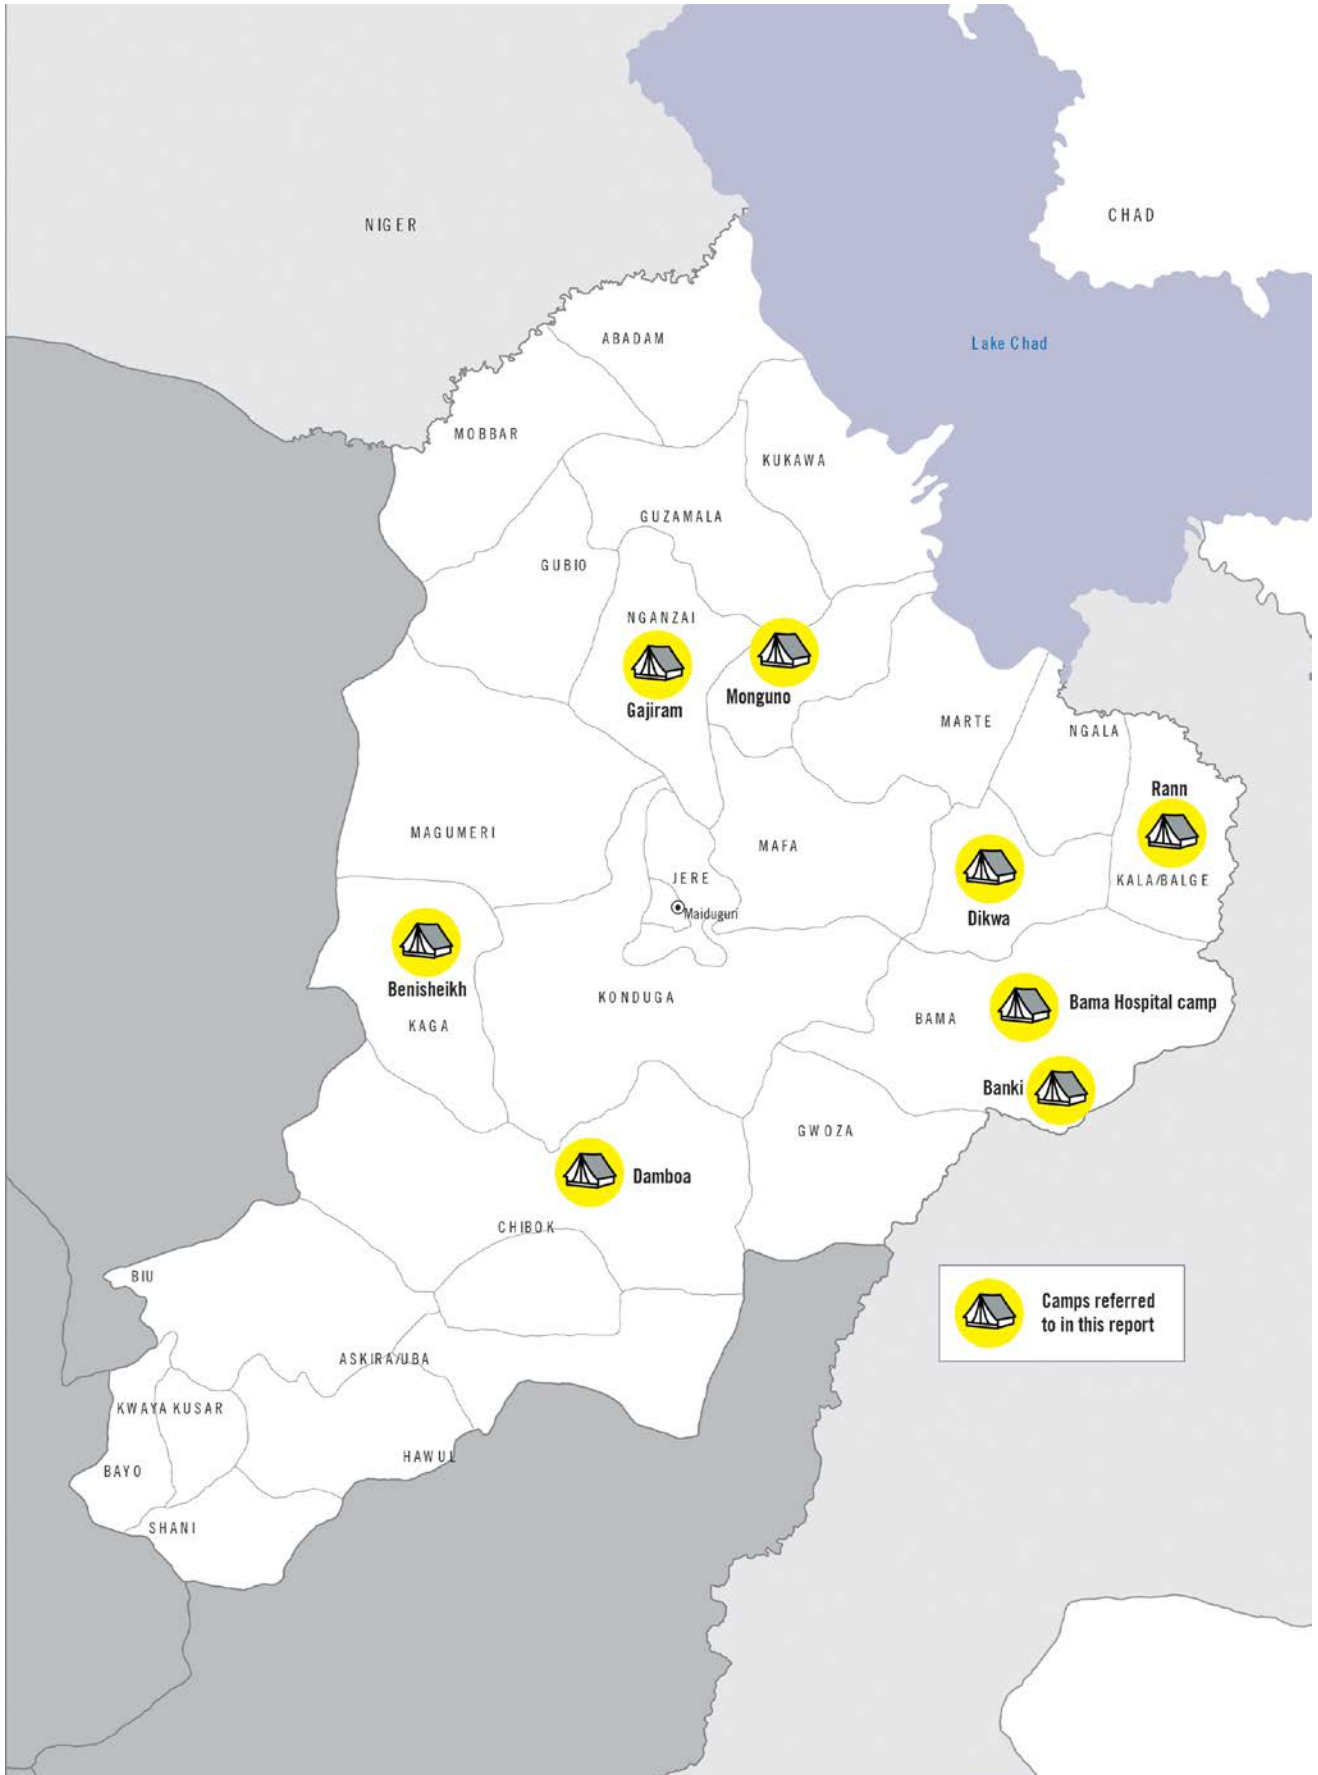 NIGER
CHAD
ABADAM
Lake Chad
MOBBAR
KUKAWA
GUZAMALA
GUBIO
NGANZAI
Gajiram
Monguno
MARTE
NGALA
Rann
MAGUMERI
MAFA
JERE
KALA/BALGE
Maiduguri
Dikwa
Benisheikh
KONDUGA
Bama Hospital camp
BAMA
KAGA
Banki
GWOZA
Damboa
CHIBOK
BIU
Camps referred
to in this report
ASKIRA/UBA
KWAYA KUSAR
HAWUL
BAYO
SHANI